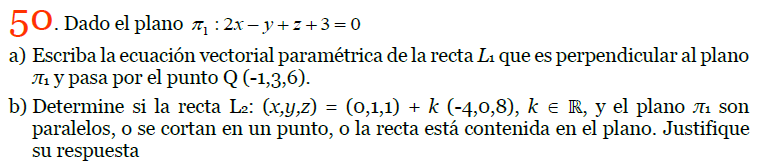 50. Dado el plano π₁ : 2x − y + z + 3 = 0
a) Escriba la ecuación vectorial paramétrica de la recta L₁ que es perpendicular al plano
π₁ y pasa por el punto Q (-1,3,6).
b) Determine si la recta L₂: (x,y,z) = (0,1,1) + k (-4,0,8), k ∈ ℝ, y el plano π₁ son
paralelos, o se cortan en un punto, o la recta está contenida en el plano. Justifique
su respuesta